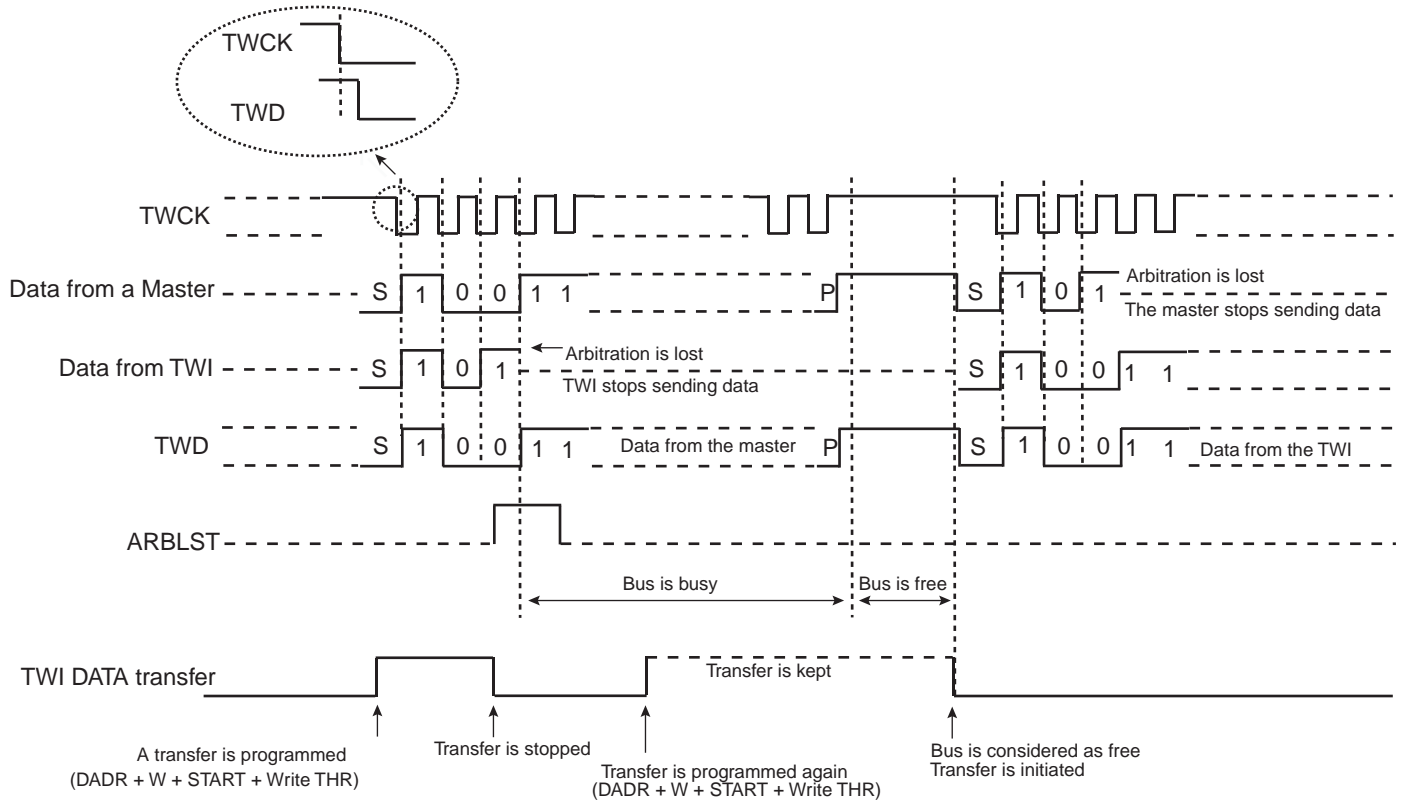 TWCK
TWD
TWCK
Data from a Master S 1 0 0 1 1 P S 1 0 1 Arbitration is lost
The master stops sending data
Data from TWI S 1 0 1 Arbitration is lost S 1 0 0 1 1
TWI stops sending data
TWD S 1 0 0 1 1 Data from the master P S 1 0 0 1 1 Data from the TWI
ARBLST
Bus is busy Bus is free
TWI DATA transfer Transfer is kept
A transfer is programmed
(DADR + W + START + Write THR)
Transfer is stopped
Transfer is programmed again
(DADR + W + START + Write THR)
Bus is considered as free
Transfer is initiated